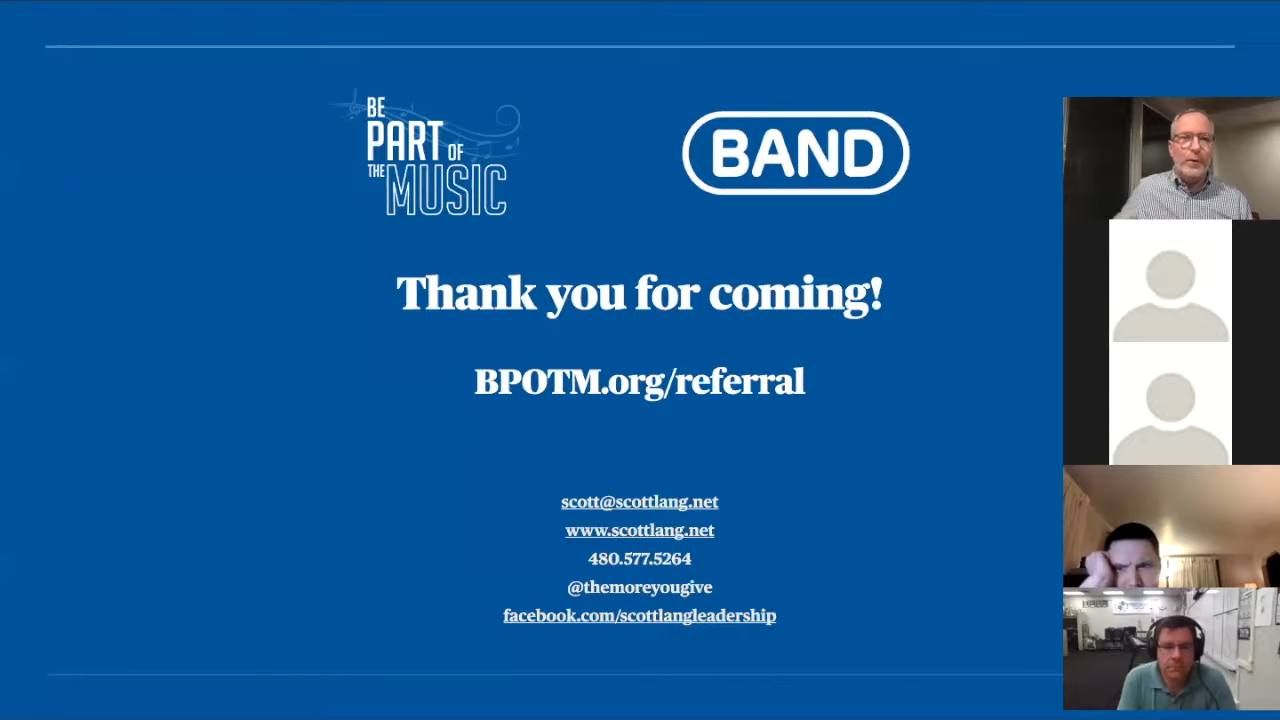 BE
PART OF
THE MUSIC
BAND
Thank you for coming!
BPOTM.org/referral
scott@scottlang.net
www.scottlang.net
480.577.5264
@themoreyougive
facebook.com/scottlangleadership